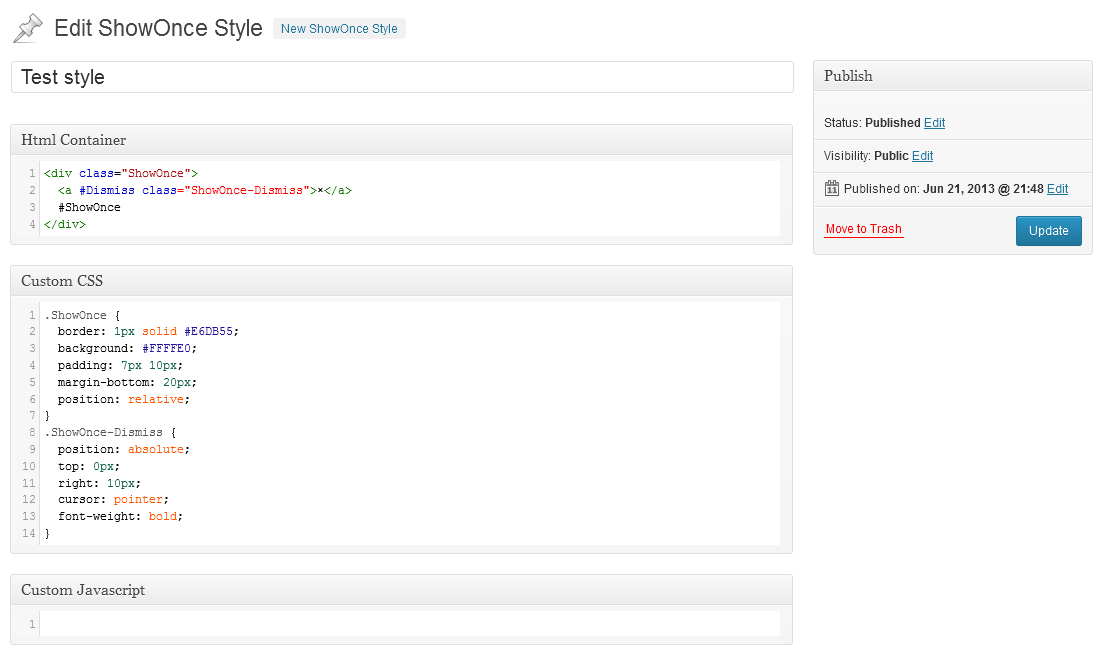 Edit ShowOnce Style New ShowOnce Style
Test style
Html Container
1 <div class="ShowOnce">
2 <a #Dismiss class="ShowOnce-Dismiss">×</a>
3 #ShowOnce
4 </div>
Custom CSS
1 .ShowOnce {
2 border: 1px solid #E6DB55;
3 background: #FFFFE0;
4 padding: 7px 10px;
5 margin-bottom: 20px;
6 position: relative;
7 }
8 .ShowOnce-Dismiss {
9 position: absolute;
10 top: 0px;
11 right: 10px;
12 cursor: pointer;
13 font-weight: bold;
14 }
Custom Javascript
1
Publish
Status: Published Edit
Visibility: Public Edit
11 Published on: Jun 21, 2013 @ 21:48 Edit
Move to Trash Update